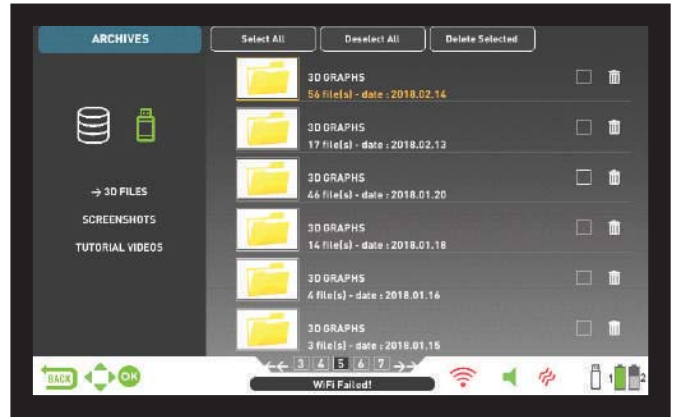 ARCHIVES
Select All
Deselect All
Delete Selected
3D GRAPHS
56 file(s) - date : 2018.02.14
3D GRAPHS
17 file(s) - date : 2018.02.13
3D GRAPHS
46 file(s) - date : 2018.01.20
3D GRAPHS
14 file(s) - date : 2018.01.18
3D GRAPHS
4 file(s) - date : 2018.01.16
3D GRAPHS
3 file(s) - date : 2018.01.15
→ 3D FILES
SCREENSHOTS
TUTORIAL VIDEOS
BACK OK
←← 3 4 5 6 7 →→
WiFi Failed!
1 2